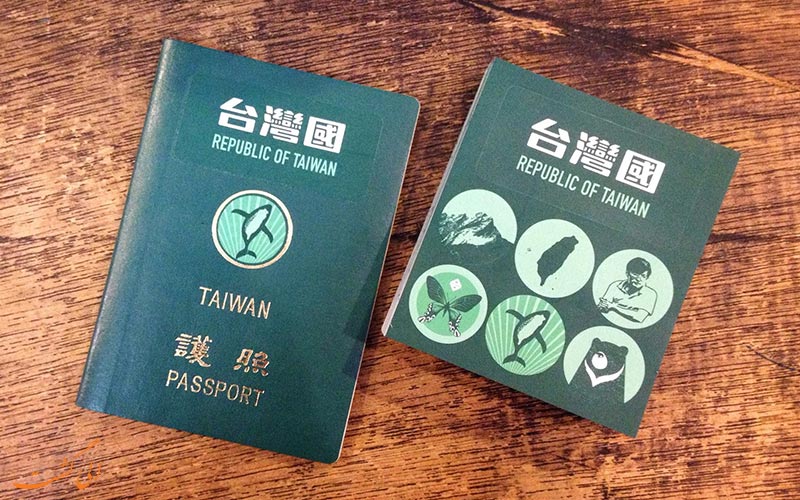 台灣國
REPUBLIC OF TAIWAN
TAIWAN
護照
PASSPORT
台灣國
REPUBLIC OF TAIWAN